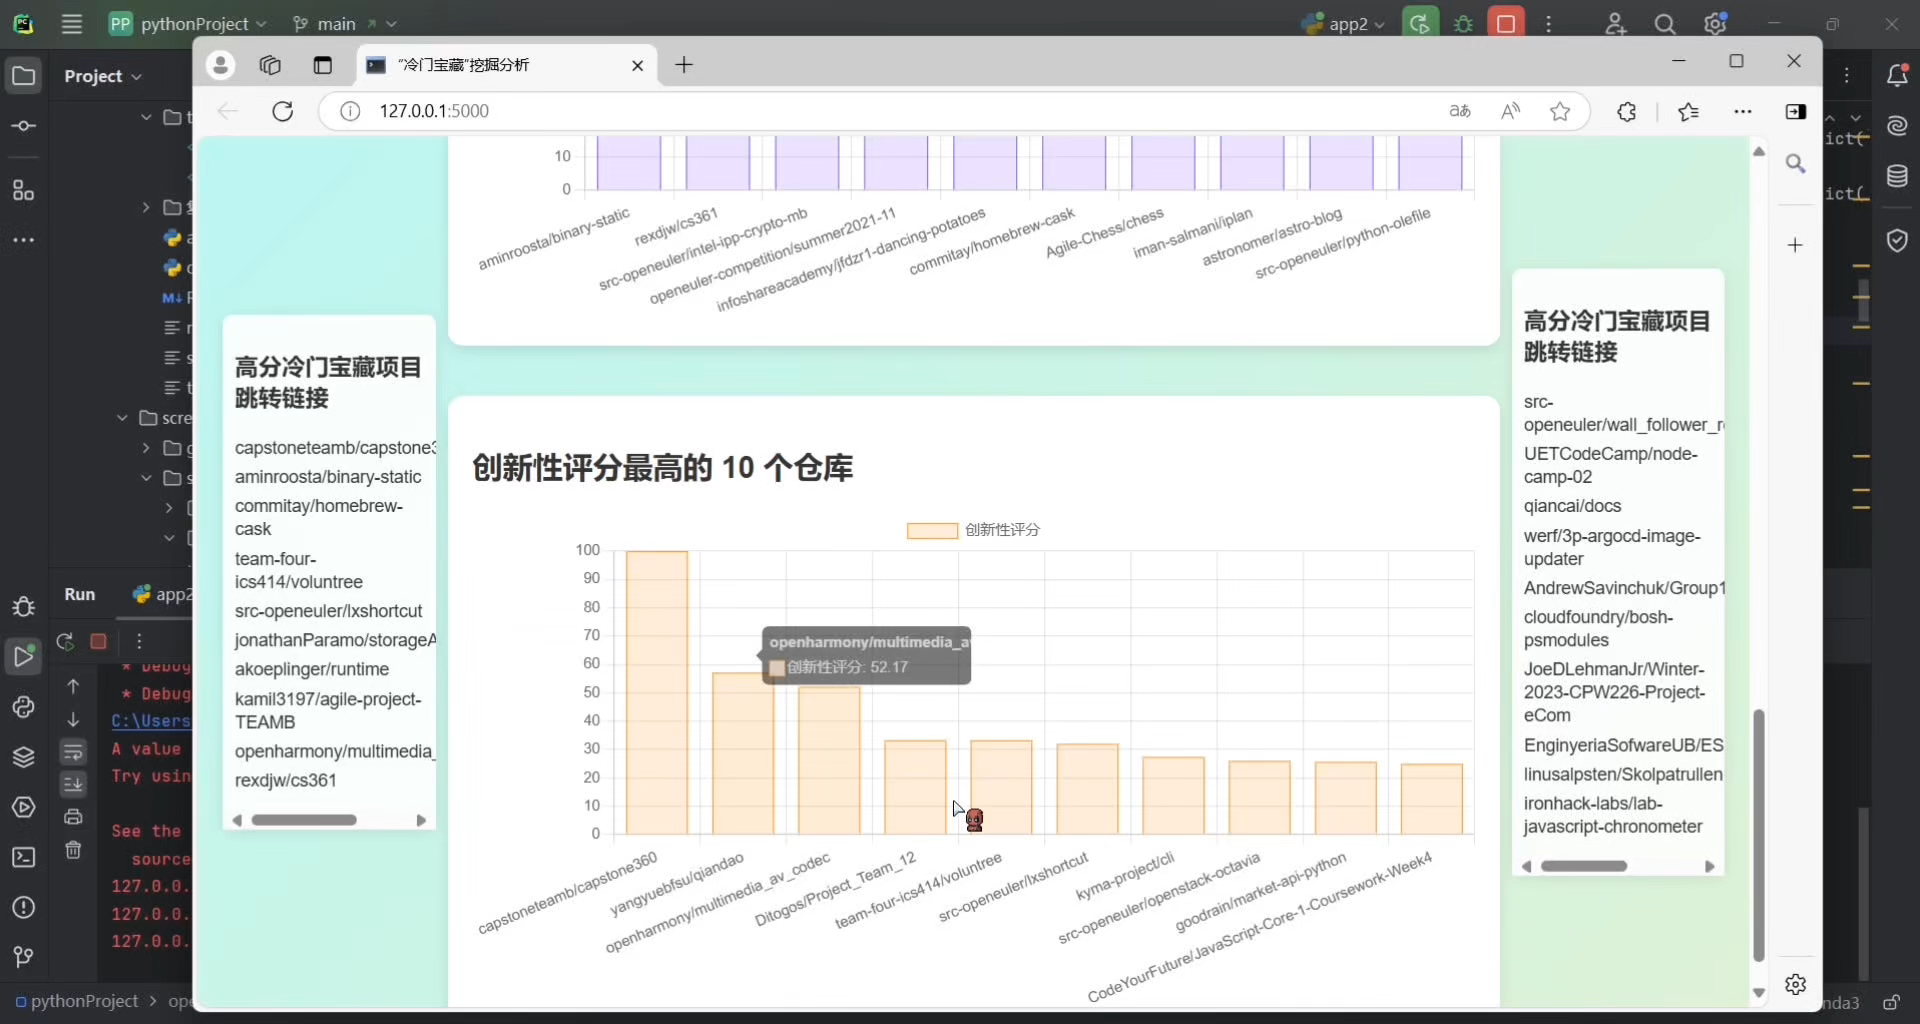 PP pythonProject
main
app2
Project
"冷门宝藏"挖掘分析
127.0.0.1:5000
10
0
aminroosta/binary-static
rexdjw/cs361
src-openeuler/intel-ipp-crypto-mb
openeuler-competition/summer2021-11
infoshareacademy/jfdzr1-dancing-potatoes
commitay/homebrew-cask
Agile-Chess/chess
iman-salmani/iplan
astronomer/astro-blog
src-openeuler/python-olefile
高分冷门宝藏项目
跳转链接
capstoneteamb/capstone3
aminroosta/binary-static
commitay/homebrew-
cask
team-four-
ics414/voluntree
src-openeuler/lxshortcut
jonathanParamo/storageA
akoeplinger/runtime
kamil3197/agile-project-
TEAMB
openharmony/multimedia_
rexdjw/cs361
创新性评分最高的 10 个仓库
创新性评分
100
90
80
70
60
50
40
30
20
10
0
openharmony/multimedia_a
创新性评分: 52.17
capstoneteamb/capstone360
yangyuebfsu/qiandao
openharmony/multimedia_av_codec
Ditogos/Project_Team_12
team-four-ics414/voluntree
src-openeuler/lxshortcut
kyma-project/cli
src-openeuler/openstack-octavia
goodrain/market-api-python
CodeYourFuture/JavaScript-Core-1-Coursework-Week4
高分冷门宝藏项目
跳转链接
src-
openeuler/wall_follower_r
UETCodeCamp/node-
camp-02
qiancai/docs
werf/3p-argocd-image-
updater
AndrewSavinchuk/Group1
cloudfoundry/bosh-
psmodules
JoeDLehmanJr/Winter-
2023-CPW226-Project-
eCom
EnginyeriaSofwareUB/ES
linusalpsten/Skolpatrullen
ironhack-labs/lab-
javascript-chronometer
scre
Run
app2
* Debug
* Debug
C:\Users
A value
Try usin
See the
source
127.0.0.
127.0.0.
127.0.0.
pythonProject > ope
nda3
ict(
ict(